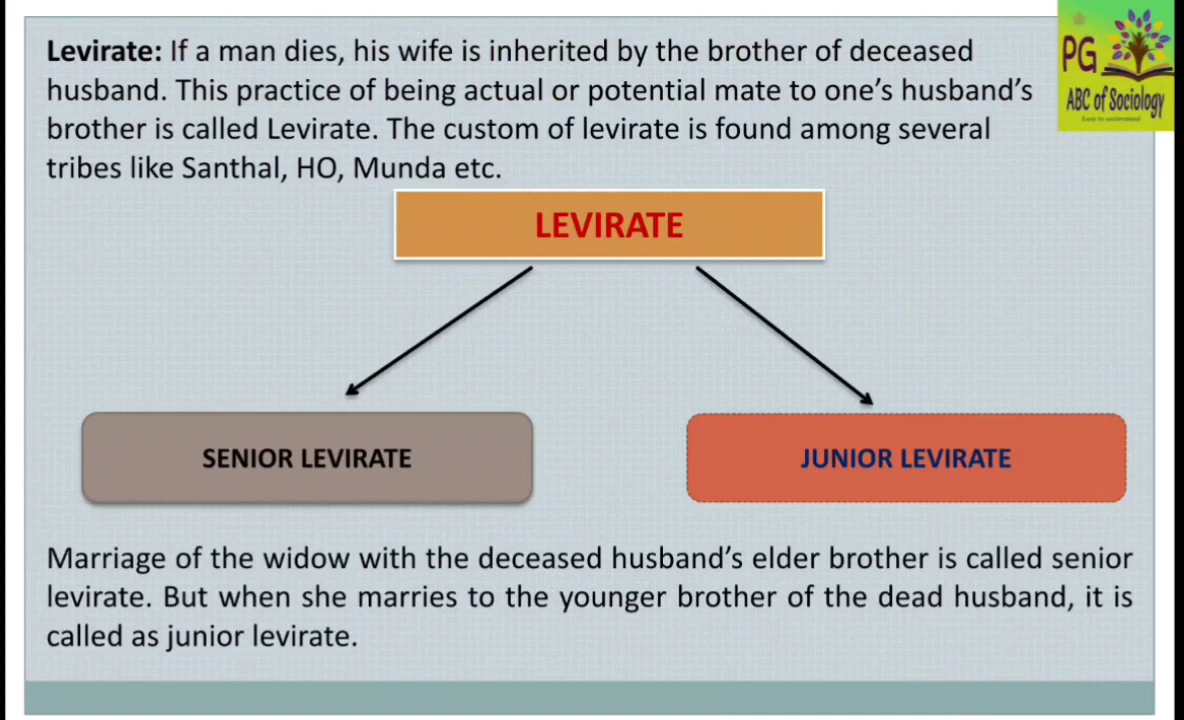 Levirate: If a man dies, his wife is inherited by the brother of deceased
husband. This practice of being actual or potential mate to one's husband's
brother is called Levirate. The custom of levirate is found among several
tribes like Santhal, HO, Munda etc.
PG
ABC of Sociology
Easy to understand
LEVIRATE
SENIOR LEVIRATE
JUNIOR LEVIRATE
Marriage of the widow with the deceased husband's elder brother is called senior
levirate. But when she marries to the younger brother of the dead husband, it is
called as junior levirate.